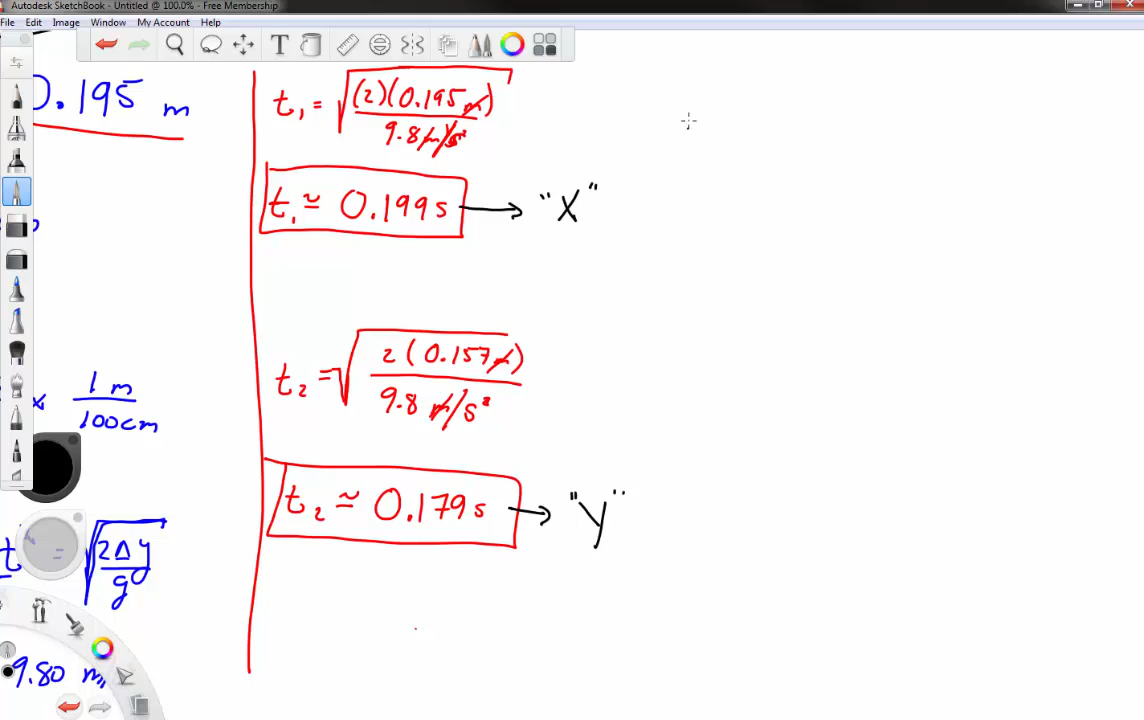 Autodesk SketchBook - Untitled @ 100.0% - Free Membership
File Edit Image Window My Account Help
0.195 m
t₁ = √((2)(0.195 m) / 9.8 m/s²)
t₁ ≃ 0.199 s → "X"
t₂ = √(2(0.157 m) / 9.8 m/s²)
x 1 m / 100 cm
t₂ ≃ 0.179 s → "y"
t √(2Δy / g)
9.80 m